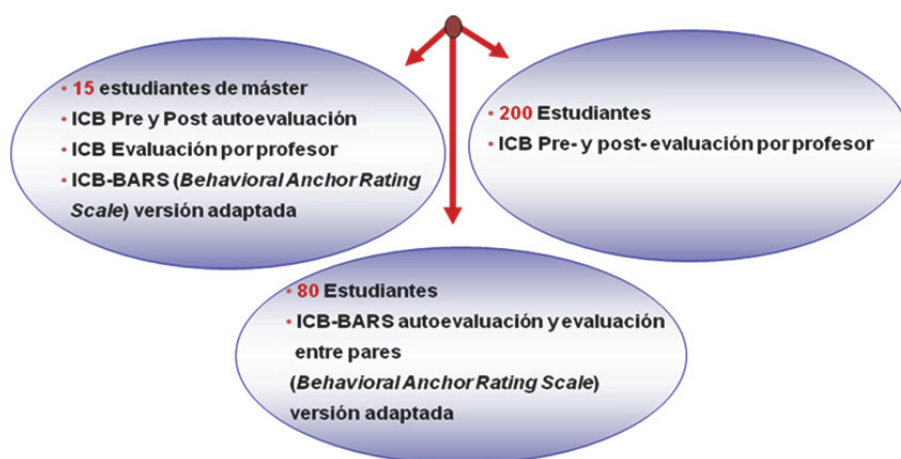 • 15 estudiantes de máster
• ICB Pre y Post autoevaluación
• ICB Evaluación por profesor
• ICB-BARS (Behavioral Anchor Rating
Scale) versión adaptada
• 200 Estudiantes
• ICB Pre- y post- evaluación por profesor
• 80 Estudiantes
• ICB-BARS autoevaluación y evaluación
entre pares
(Behavioral Anchor Rating Scale)
versión adaptada